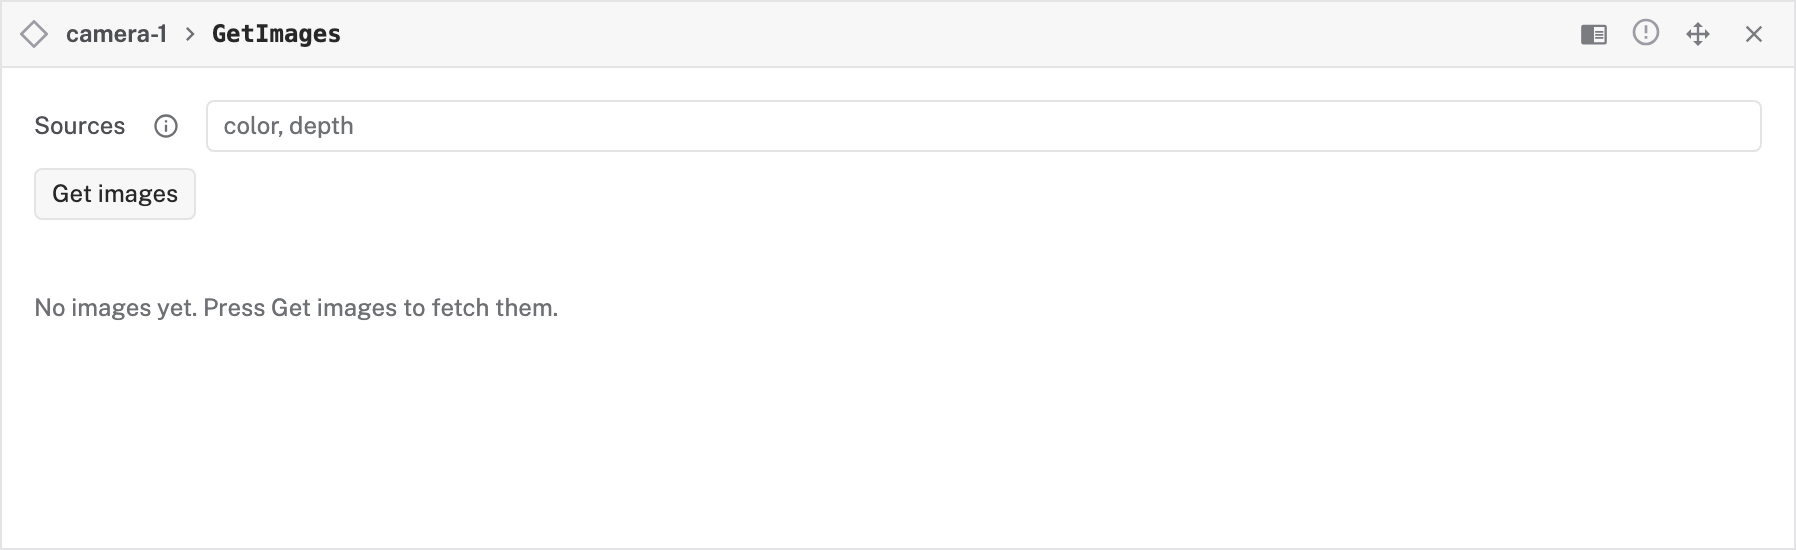 camera-1 > GetImages
Sources color, depth
Get images
No images yet. Press Get images to fetch them.